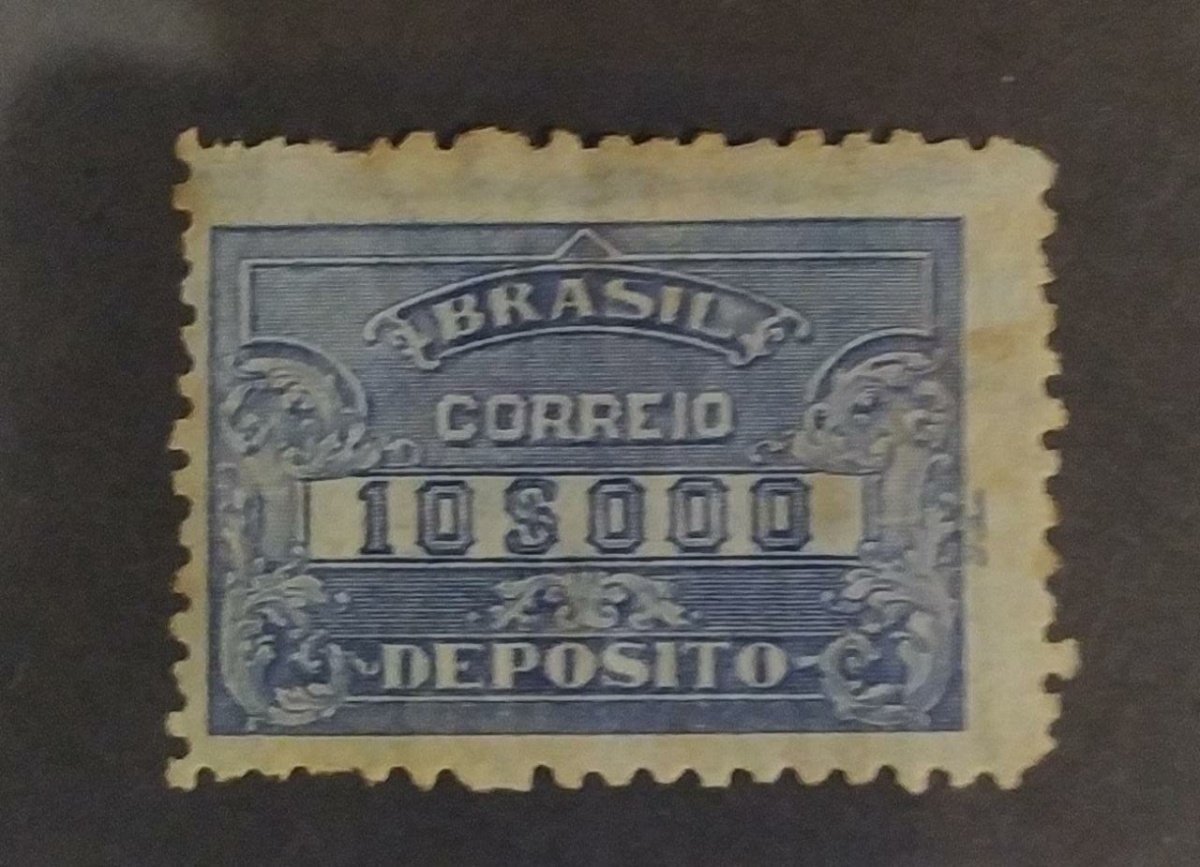 BRASIL
CORREIO
10$000
DEPOSITO